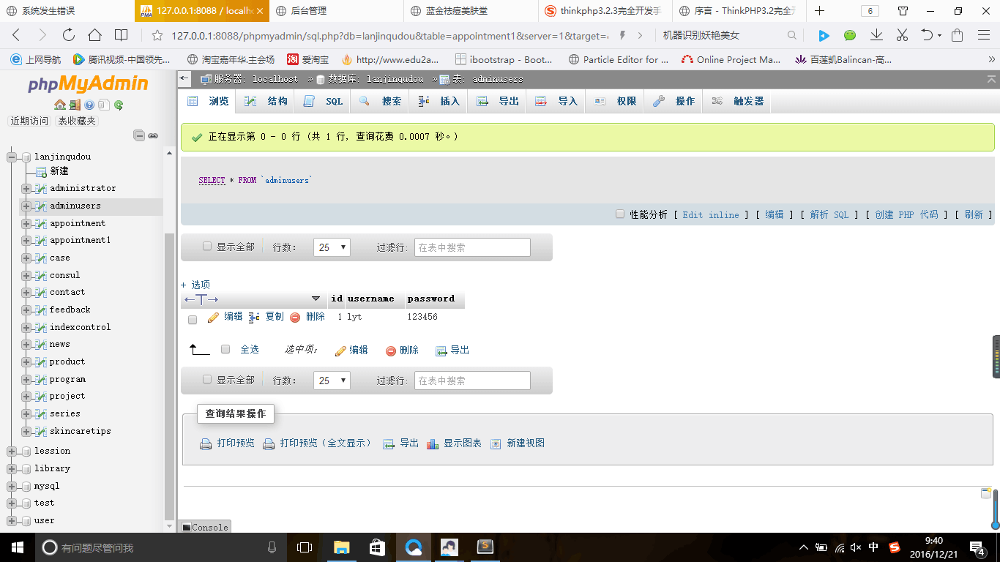 系统发生错误
127.0.0.1:8088 / localho
后台管理
蓝金祛痘美肤堂
thinkphp3.2.3完全开发手
序言 - ThinkPHP3.2完全开
6
127.0.0.1:8088/phpmyadmin/sql.php?db=lanjinqudou&table=appointment1&server=1&target=
机器识别妖艳美女
上网导航
腾讯视频-中国领先...
淘宝嘉年华.主会场
淘
爱淘宝
http://www.edu2a...
ibootstrap - Boot...
Particle Editor for ...
Online Project Ma...
百莲凯Balincan-高...
phpMyAdmin
近期访问
表收藏夹
lanjinqudou
新建
administrator
adminusers
appointment
appointment1
case
consul
contact
feedback
indexcontrol
news
product
program
project
series
skincaretips
lession
library
mysql
test
user
服务器: localhost » 数据库: lanjinqudou » 表: adminusers
浏览
结构
SQL
搜索
插入
导出
导入
权限
操作
触发器
正在显示第 0 - 0 行 (共 1 行, 查询花费 0.0007 秒。)
SELECT * FROM `adminusers`
性能分析 [ Edit inline ] [ 编辑 ] [ 解析 SQL ] [ 创建 PHP 代码 ] [ 刷新 ]
显示全部
行数:
25
过滤行:
在表中搜索
+ 选项
←T→
id username password
编辑 复制 删除 1 lyt 123456
全选
选中项:
编辑
删除
导出
显示全部
行数:
25
过滤行:
在表中搜索
查询结果操作
打印预览
打印预览(全文显示)
导出
显示图表
新建视图
Console
有问题尽管问我
中
9:40
2016/12/21
4